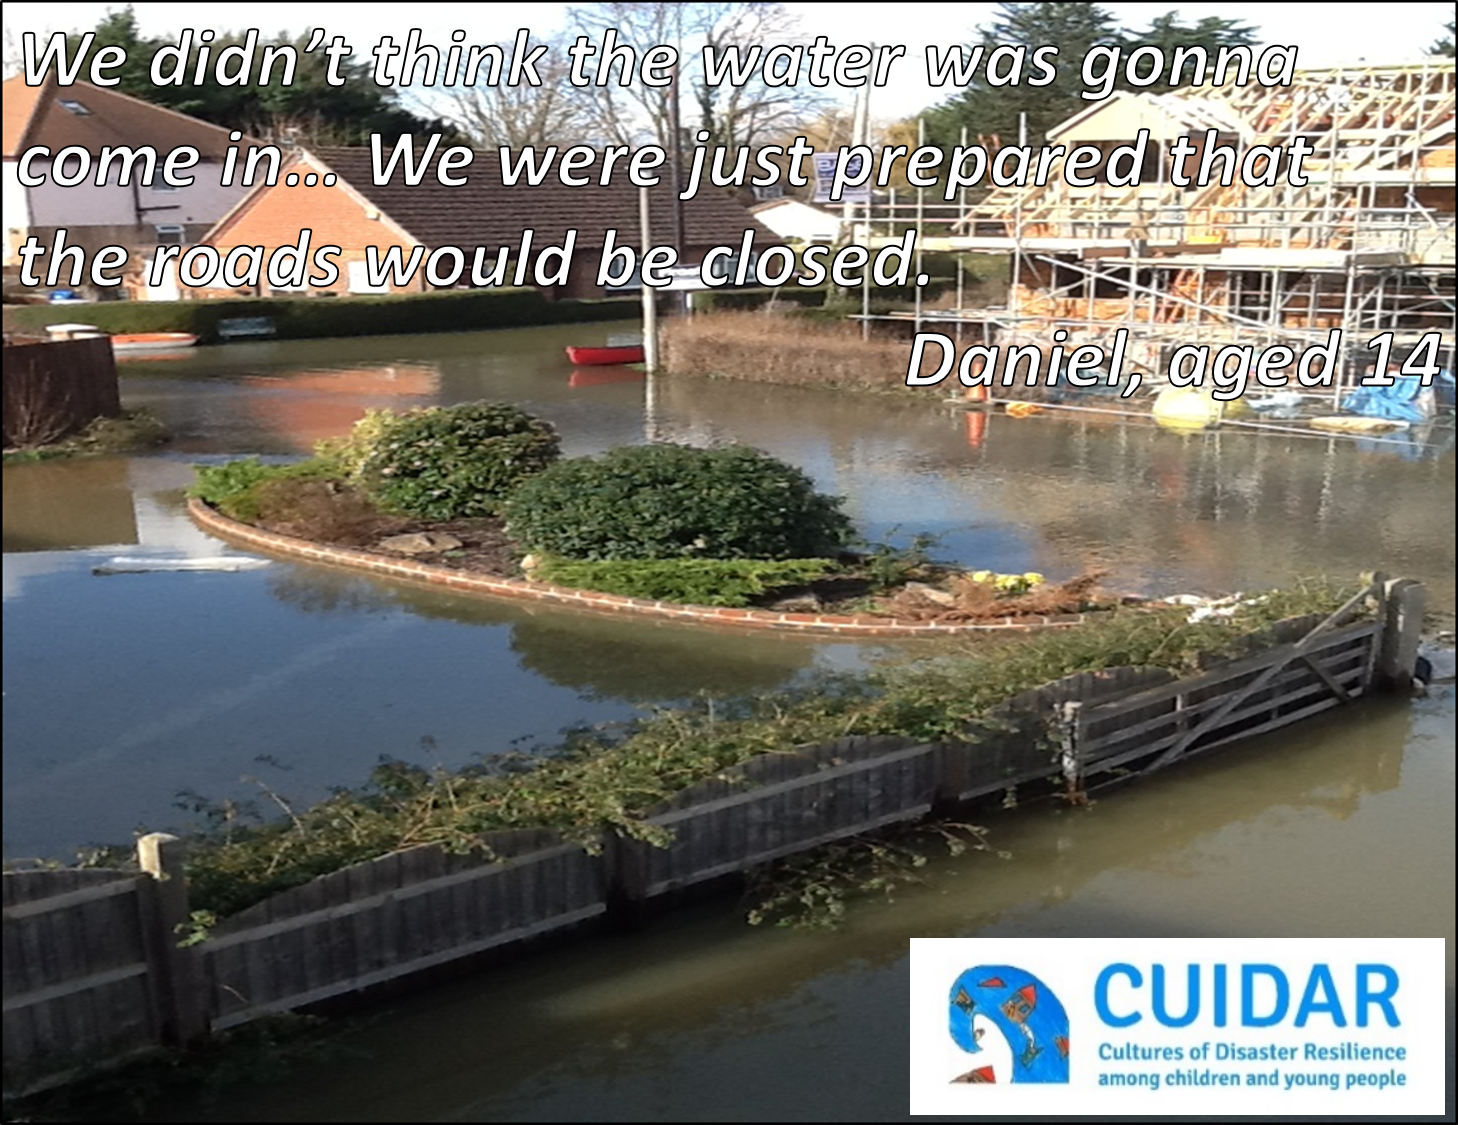 We didn’t think the water was gonna
come in... We were just prepared that
the roads would be closed.
Daniel, aged 14
CUIDAR
Cultures of Disaster Resilience
among children and young people